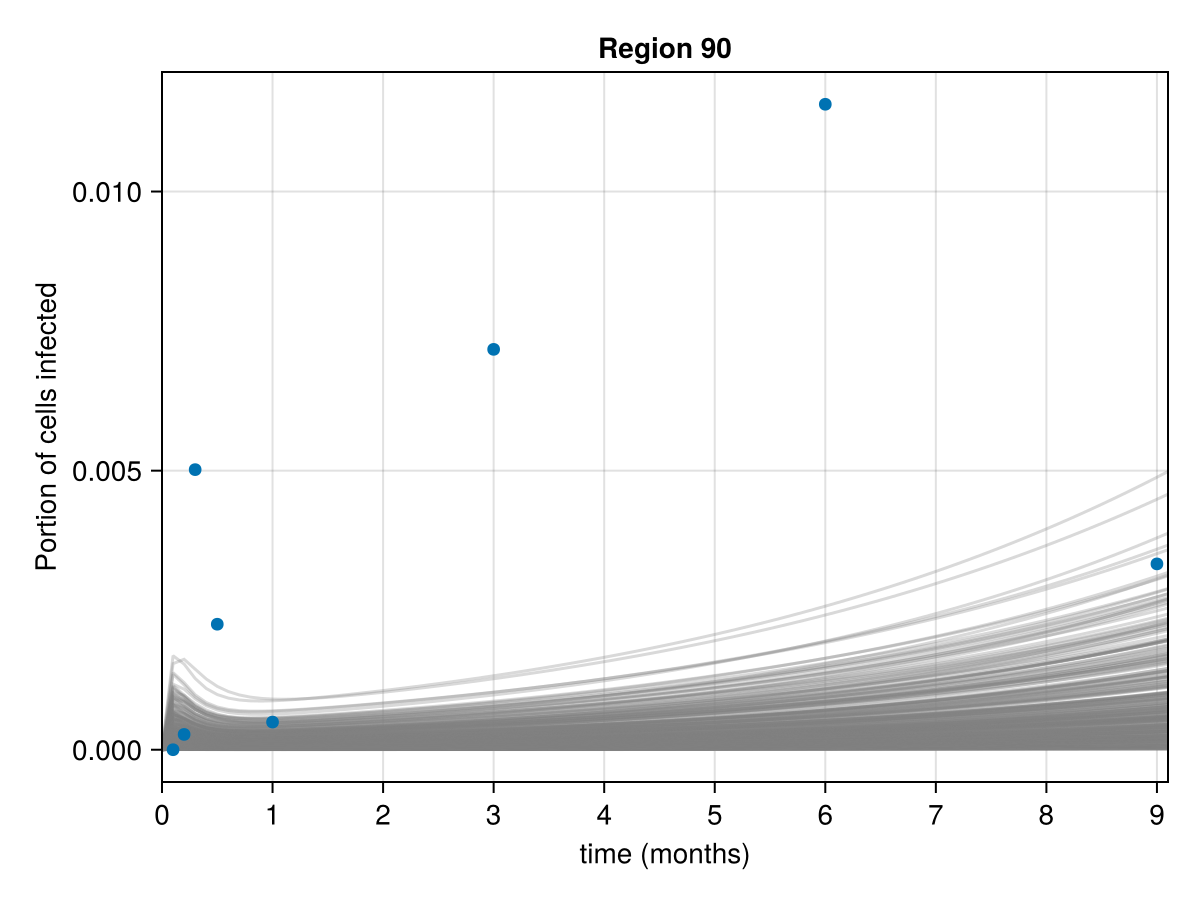 Region 90
0.010
0.005
0.000
Portion of cells infected
0 1 2 3 4 5 6 7 8 9
time (months)